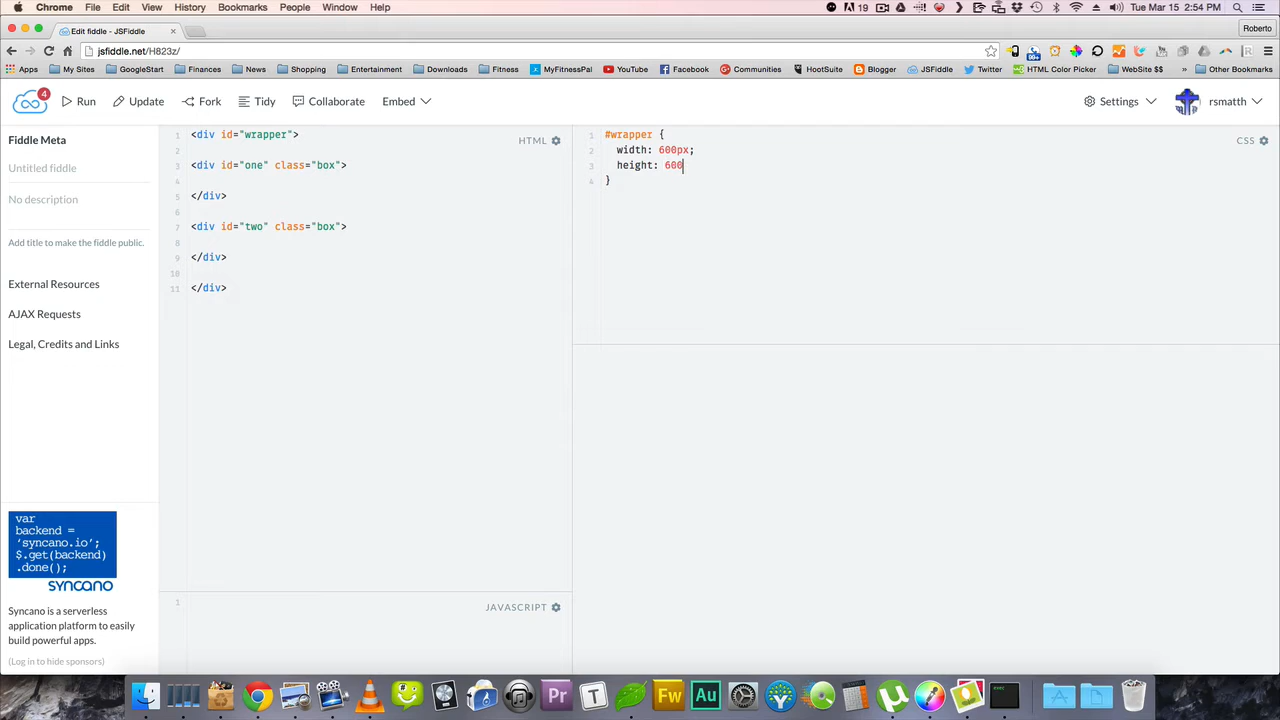 Chrome File Edit View History Bookmarks People Window Help
19
Tue Mar 15 2:54 PM
Edit fiddle - JSFiddle
Roberto
jsfiddle.net/H823z/
Apps My Sites GoogleStart Finances News Shopping Entertainment Downloads Fitness MyFitnessPal YouTube Facebook Communities HootSuite Blogger JSFiddle Twitter HTML Color Picker WebSite $$ » Other Bookmarks
4
Run Update Fork Tidy Collaborate Embed Settings rsmatth
Fiddle Meta
Untitled fiddle
No description
Add title to make the fiddle public.
External Resources
AJAX Requests
Legal, Credits and Links
var
backend =
‘syncano.io’;
$.get(backend)
.done();
syncano
Syncano is a serverless
application platform to easily
build powerful apps.
(Log in to hide sponsors)
HTML
1 <div id="wrapper">
2
3 <div id="one" class="box">
4
5 </div>
6
7 <div id="two" class="box">
8
9 </div>
10
11 </div>
CSS
1 #wrapper {
2 width: 600px;
3 height: 600
4 }
JAVASCRIPT
1
Pr
T
Fw
Au